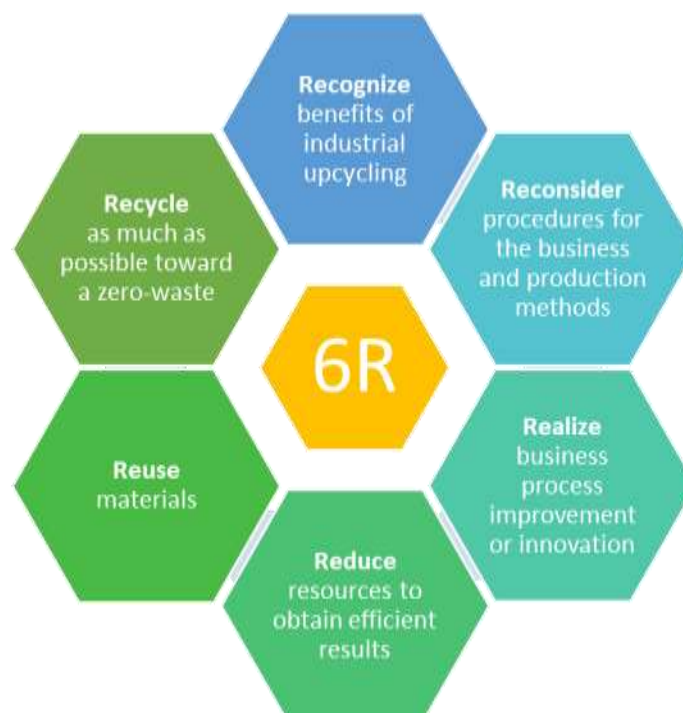 Recognize
benefits of
industrial
upcycling
Reconsider
procedures for
the business
and production
methods
Realize
business
process
improvement
or innovation
Reduce
resources to
obtain efficient
results
Reuse
materials
Recycle
as much as
possible toward
a zero-waste
6R